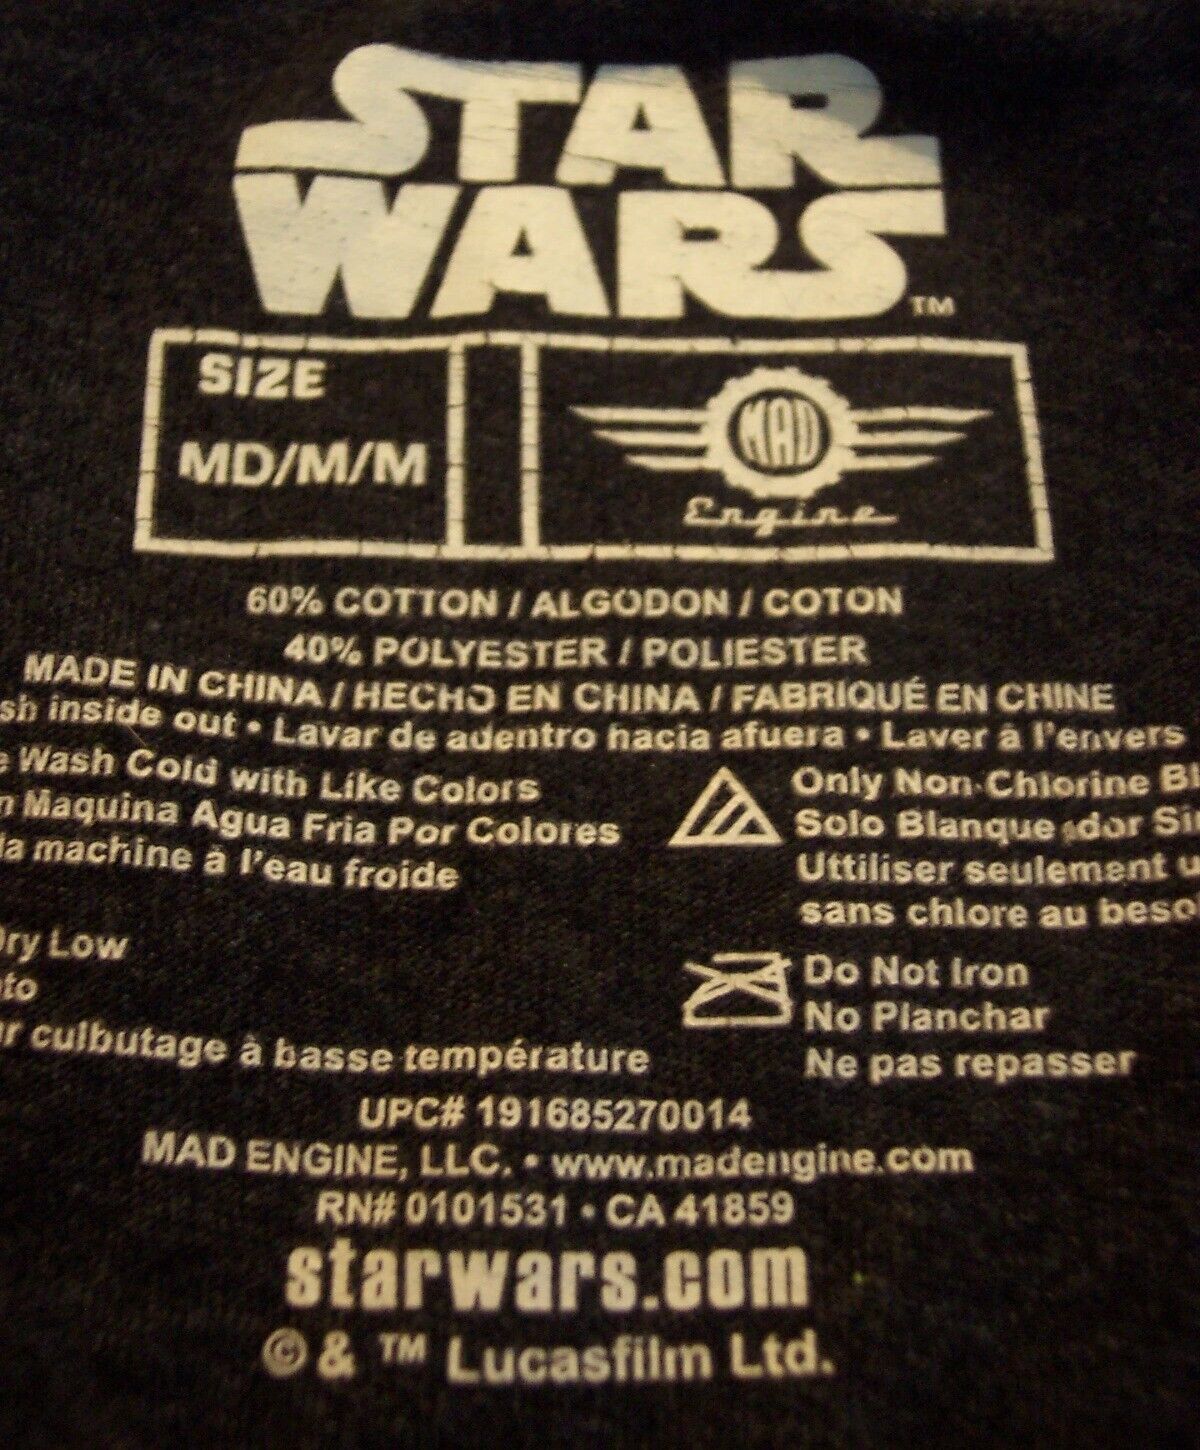 STAR
WARS
TM
SIZE
MD/M/M
MAD
Engine
60% COTTON / ALGODON / COTON
40% POLYESTER / POLIESTER
MADE IN CHINA / HECHO EN CHINA / FABRIQUÉ EN CHINE
inside out • Lavar de adentro hacia afuera • Laver à l'envers
Wash Cold with Like Colors
Maquina Agua Fria Por Colores
la machine à l'eau froide
Only Non-Chlorine
Solo Blanqueador
Uttiliser seulement
sans chlore au
Dry Low
culbutage à basse température
Do Not Iron
No Planchar
Ne pas repasser
UPC# 191685270014
MAD ENGINE, LLC. • www.madengine.com
RN# 0101531 • CA 41859
starwars.com
© & ™ Lucasfilm Ltd.